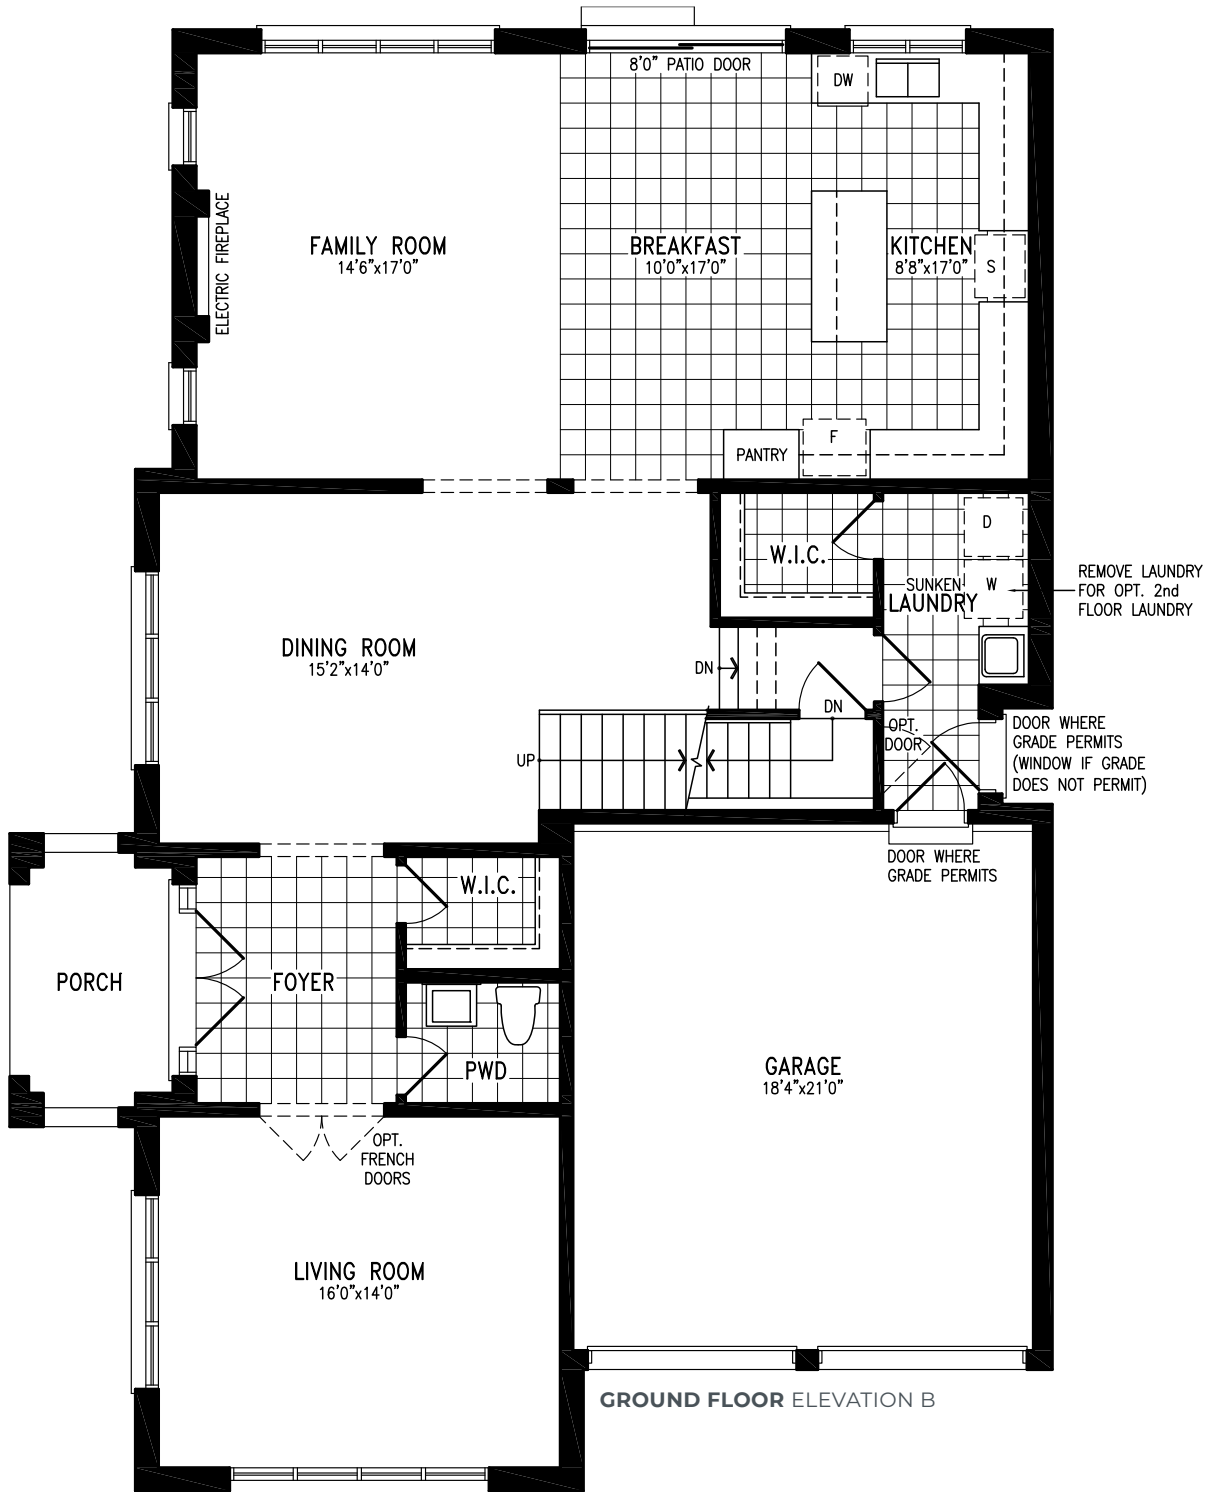 8'0" PATIO DOOR
DW
ELECTRIC FIREPLACE
FAMILY ROOM
14'6"x17'0"
BREAKFAST
10'0"x17'0"
KITCHEN
8'8"x17'0"
S
F
PANTRY
D
W.I.C.
SUNKEN
W
LAUNDRY
REMOVE LAUNDRY
FOR OPT. 2nd
FLOOR LAUNDRY
DINING ROOM
15'2"x14'0"
DN
DN
UP
OPT.
DOOR
DOOR WHERE
GRADE PERMITS
(WINDOW IF GRADE
DOES NOT PERMIT)
DOOR WHERE
GRADE PERMITS
W.I.C.
PORCH
FOYER
PWD
GARAGE
18'4"x21'0"
OPT.
FRENCH
DOORS
LIVING ROOM
16'0"x14'0"
GROUND FLOOR ELEVATION B